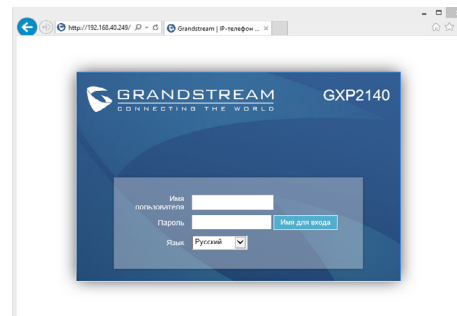 http://192.168.40.249/
Grandstream | IP-телефон ...
GRANDSTREAM
CONNECTING THE WORLD
GXP2140
Имя
пользователя
Пароль
Имя для входа
Язык
Русский